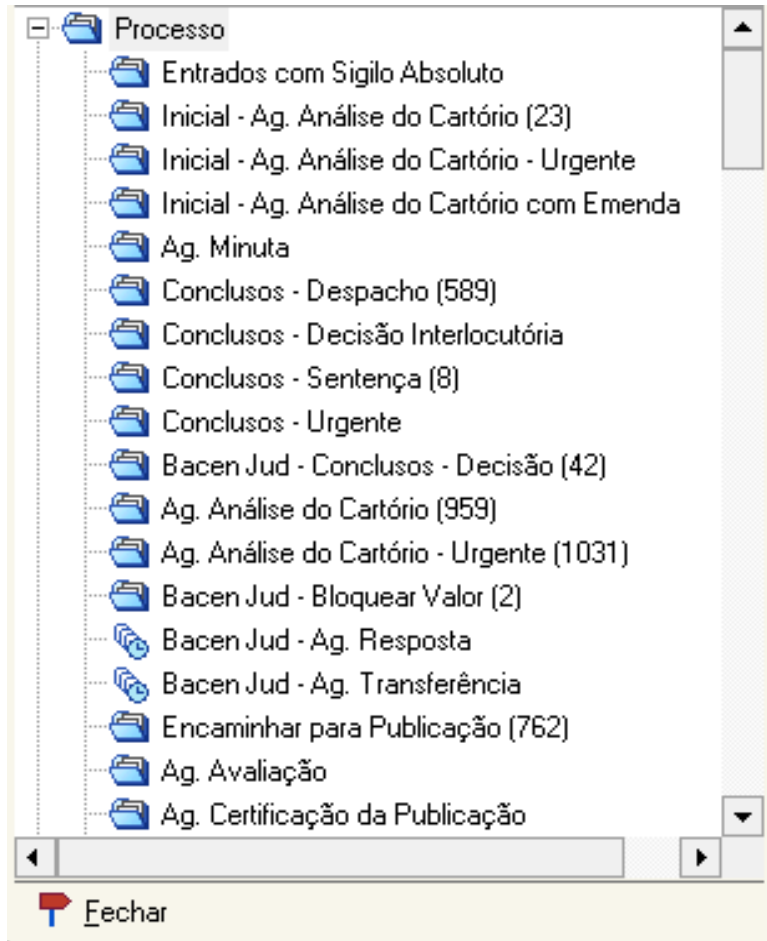 Processo
Entrados com Sigilo Absoluto
Inicial - Ag. Análise do Cartório (23)
Inicial - Ag. Análise do Cartório - Urgente
Inicial - Ag. Análise do Cartório com Emenda
Ag. Minuta
Conclusos - Despacho (589)
Conclusos - Decisão Interlocutória
Conclusos - Sentença (8)
Conclusos - Urgente
Bacen Jud - Conclusos - Decisão (42)
Ag. Análise do Cartório (959)
Ag. Análise do Cartório - Urgente (1031)
Bacen Jud - Bloquear Valor (2)
Bacen Jud - Ag. Resposta
Bacen Jud - Ag. Transferência
Encaminhar para Publicação (762)
Ag. Avaliação
Ag. Certificação da Publicação
Fechar